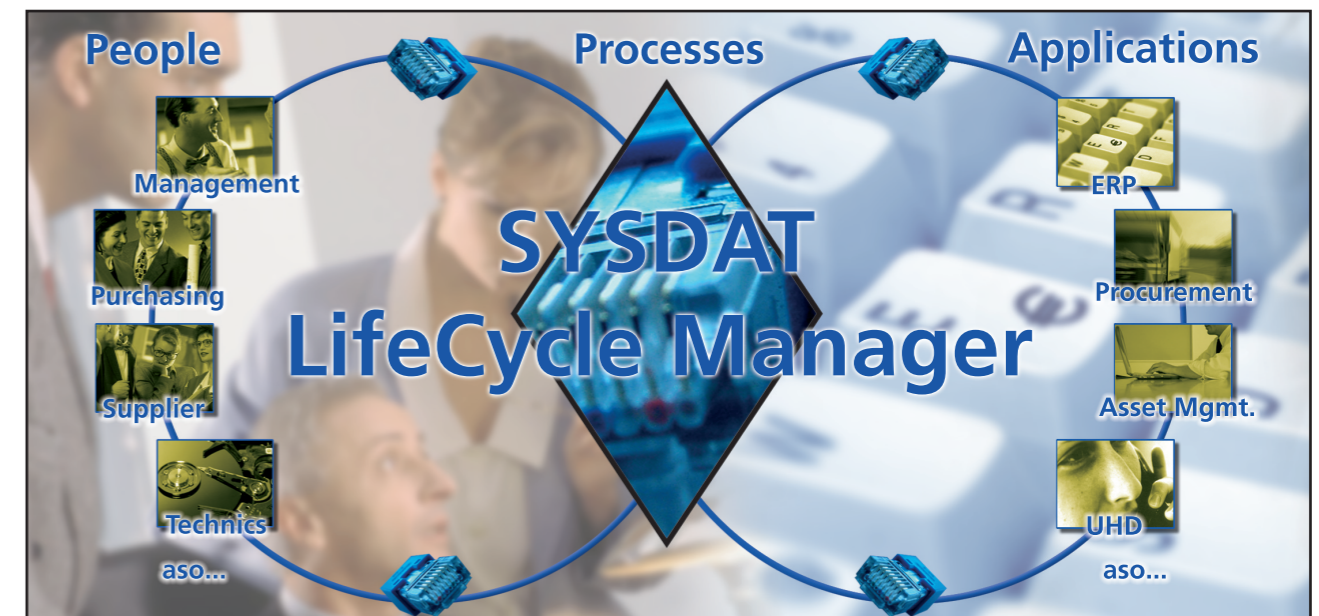 People
Processes
Applications
Management
ERP
SYSDAT
Purchasing
Procurement
LifeCycle Manager
Supplier
Asset Mgmt.
Technics
UHD
aso...
aso...